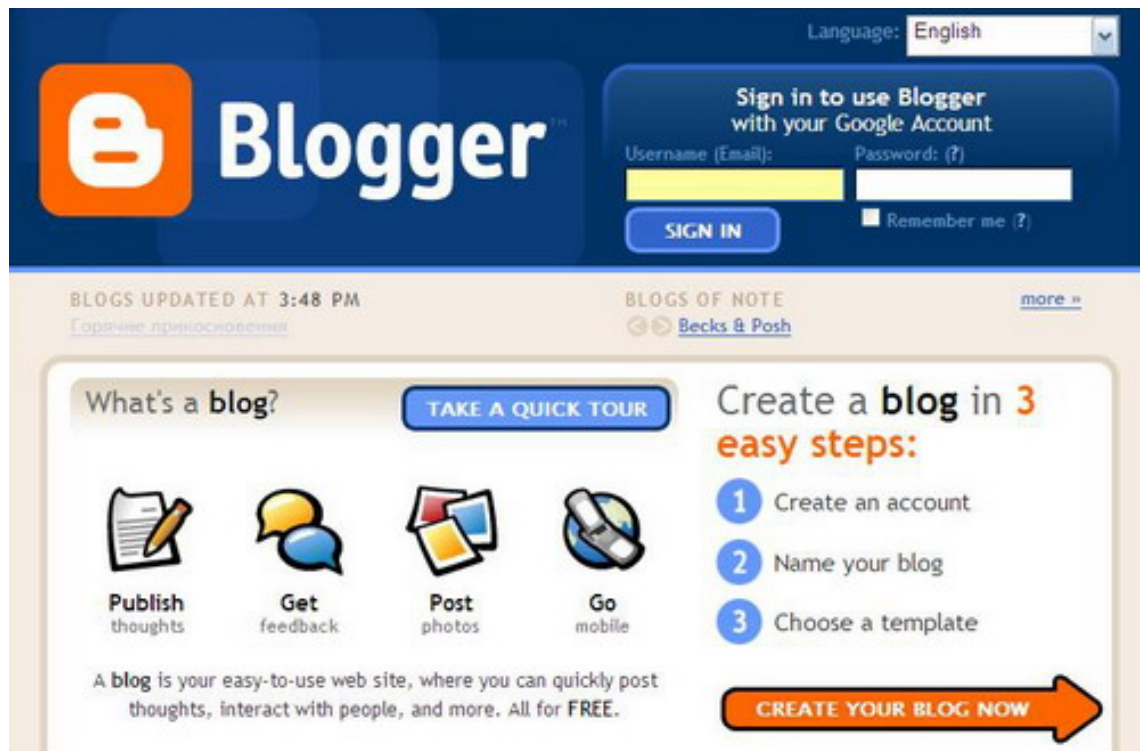 Language: English
Blogger™
Sign in to use Blogger
with your Google Account
Username (Email): Password: (?)
SIGN IN
Remember me (?)
BLOGS UPDATED AT 3:48 PM
Горячие прикосновения
BLOGS OF NOTE
more »
Becks & Posh
What's a blog?
TAKE A QUICK TOUR
Publish
thoughts
Get
feedback
Post
photos
Go
mobile
A blog is your easy-to-use web site, where you can quickly post
thoughts, interact with people, and more. All for FREE.
Create a blog in 3
easy steps:
1 Create an account
2 Name your blog
3 Choose a template
CREATE YOUR BLOG NOW